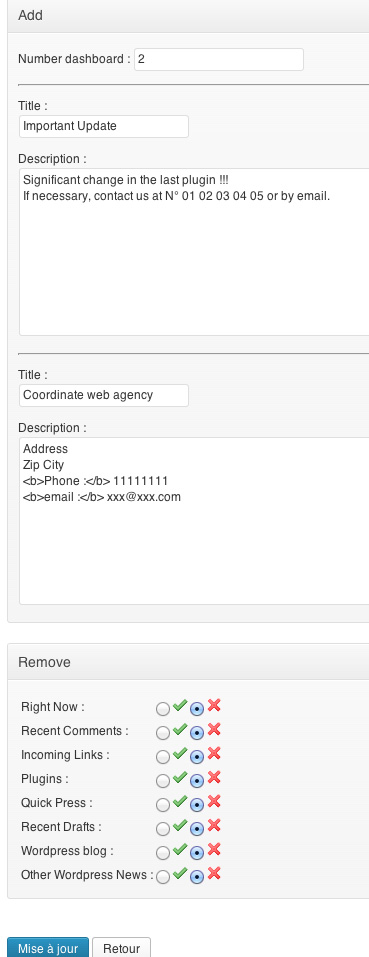 Add
Number dashboard : 2
Title :
Important Update
Description :
Significant change in the last plugin !!!
If necessary, contact us at N° 01 02 03 04 05 or by email.
Title :
Coordinate web agency
Description :
Address
Zip City
<b>Phone :</b> 11111111
<b>email :</b> xxx@xxx.com
Remove
Right Now :
Recent Comments :
Incoming Links :
Plugins :
Quick Press :
Recent Drafts :
Wordpress blog :
Other Wordpress News :
Mise à jour Retour